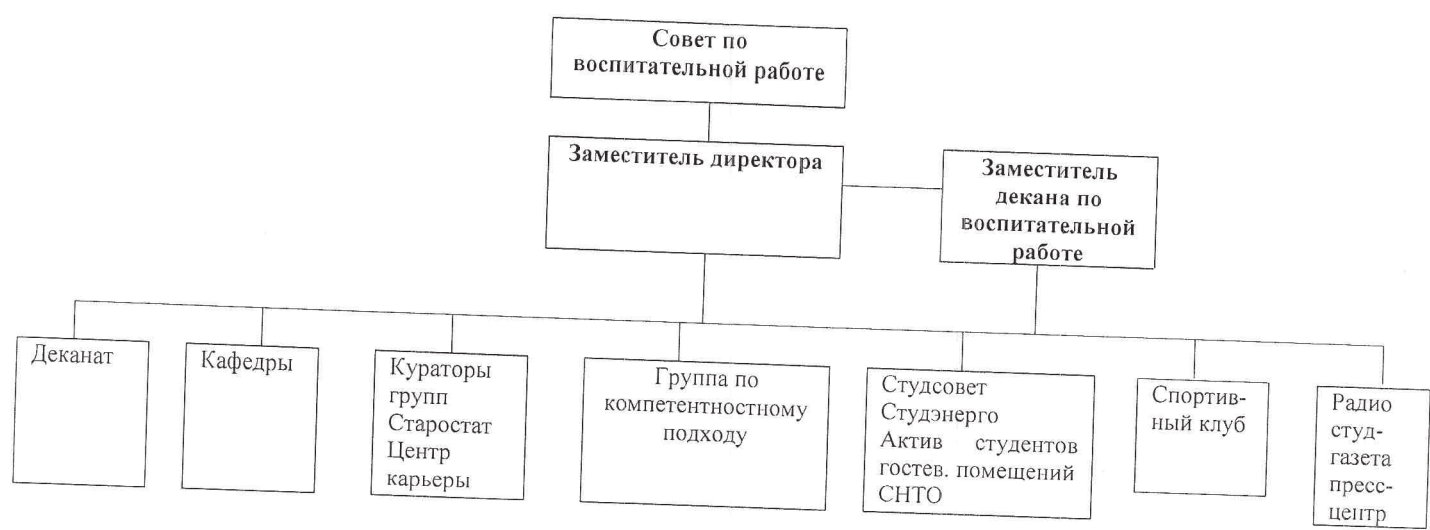 Совет по
воспитательной работе
Заместитель директора
Заместитель
декана по
воспитательной
работе
Деканат
Кафедры
Кураторы
групп
Старостат
Центр
карьеры
Группа по
компетентностному
подходу
Студсовет
Студэнерго
Актив студентов
гостев. помещений
СНТО
Спортив-
ный клуб
Радио
студ-
газета
пресс-
центр